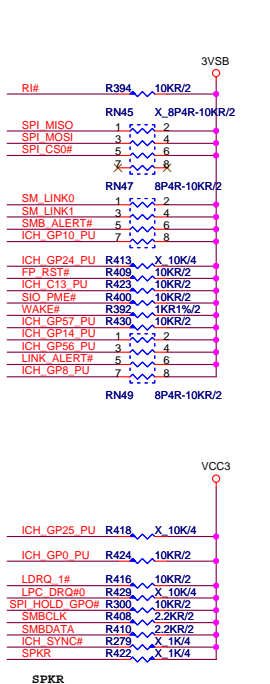 3VSB
RI# R394 10KR/2
RN45 X_8P4R-10KR/2
SPI_MISO 1 2
SPI_MOSI 3 4
SPI_CS0# 5 6
7 8
RN47 8P4R-10KR/2
SM_LINK0 1 2
SM_LINK1 3 4
SMB_ALERT# 5 6
ICH_GP10_PU 7 8
ICH_GP24_PU R413 X_10K/4
FP_RST# R409 10KR/2
ICH_C13_PU R423 10KR/2
SIO_PME# R400 10KR/2
WAKE# R392 1KR1%/2
ICH_GP57_PU R430 10KR/2
ICH_GP14_PU 1 2
ICH_GP56_PU 3 4
LINK_ALERT# 5 6
ICH_GP8_PU 7 8
RN49 8P4R-10KR/2
VCC3
ICH_GP25_PU R418 X_10K/4
ICH_GP0_PU R424 10KR/2
LDRQ_1# R416 10KR/2
LPC_DRQ#0 R429 X_10K/4
SPI_HOLD_GPO# R300 10KR/2
SMBCLK R408 2.2KR/2
SMBDATA R410 2.2KR/2
ICH_SYNC# R279 X_1K/4
SPKR R422 X_1K/4
SPKR